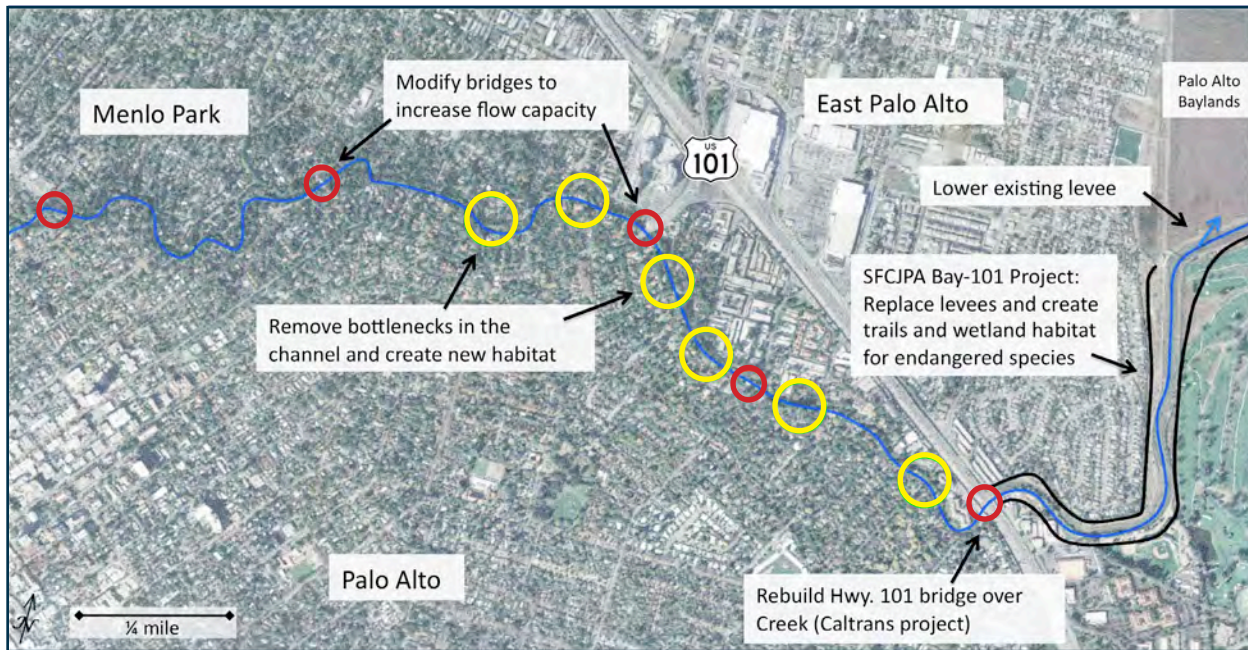 Menlo Park
Modify bridges to
increase flow capacity
US
101
East Palo Alto
Palo Alto
Baylands
Lower existing levee
SFCJPA Bay-101 Project:
Replace levees and create
trails and wetland habitat
for endangered species
Remove bottlenecks in the
channel and create new habitat
Palo Alto
Rebuild Hwy. 101 bridge over
Creek (Caltrans project)
N
¼ mile